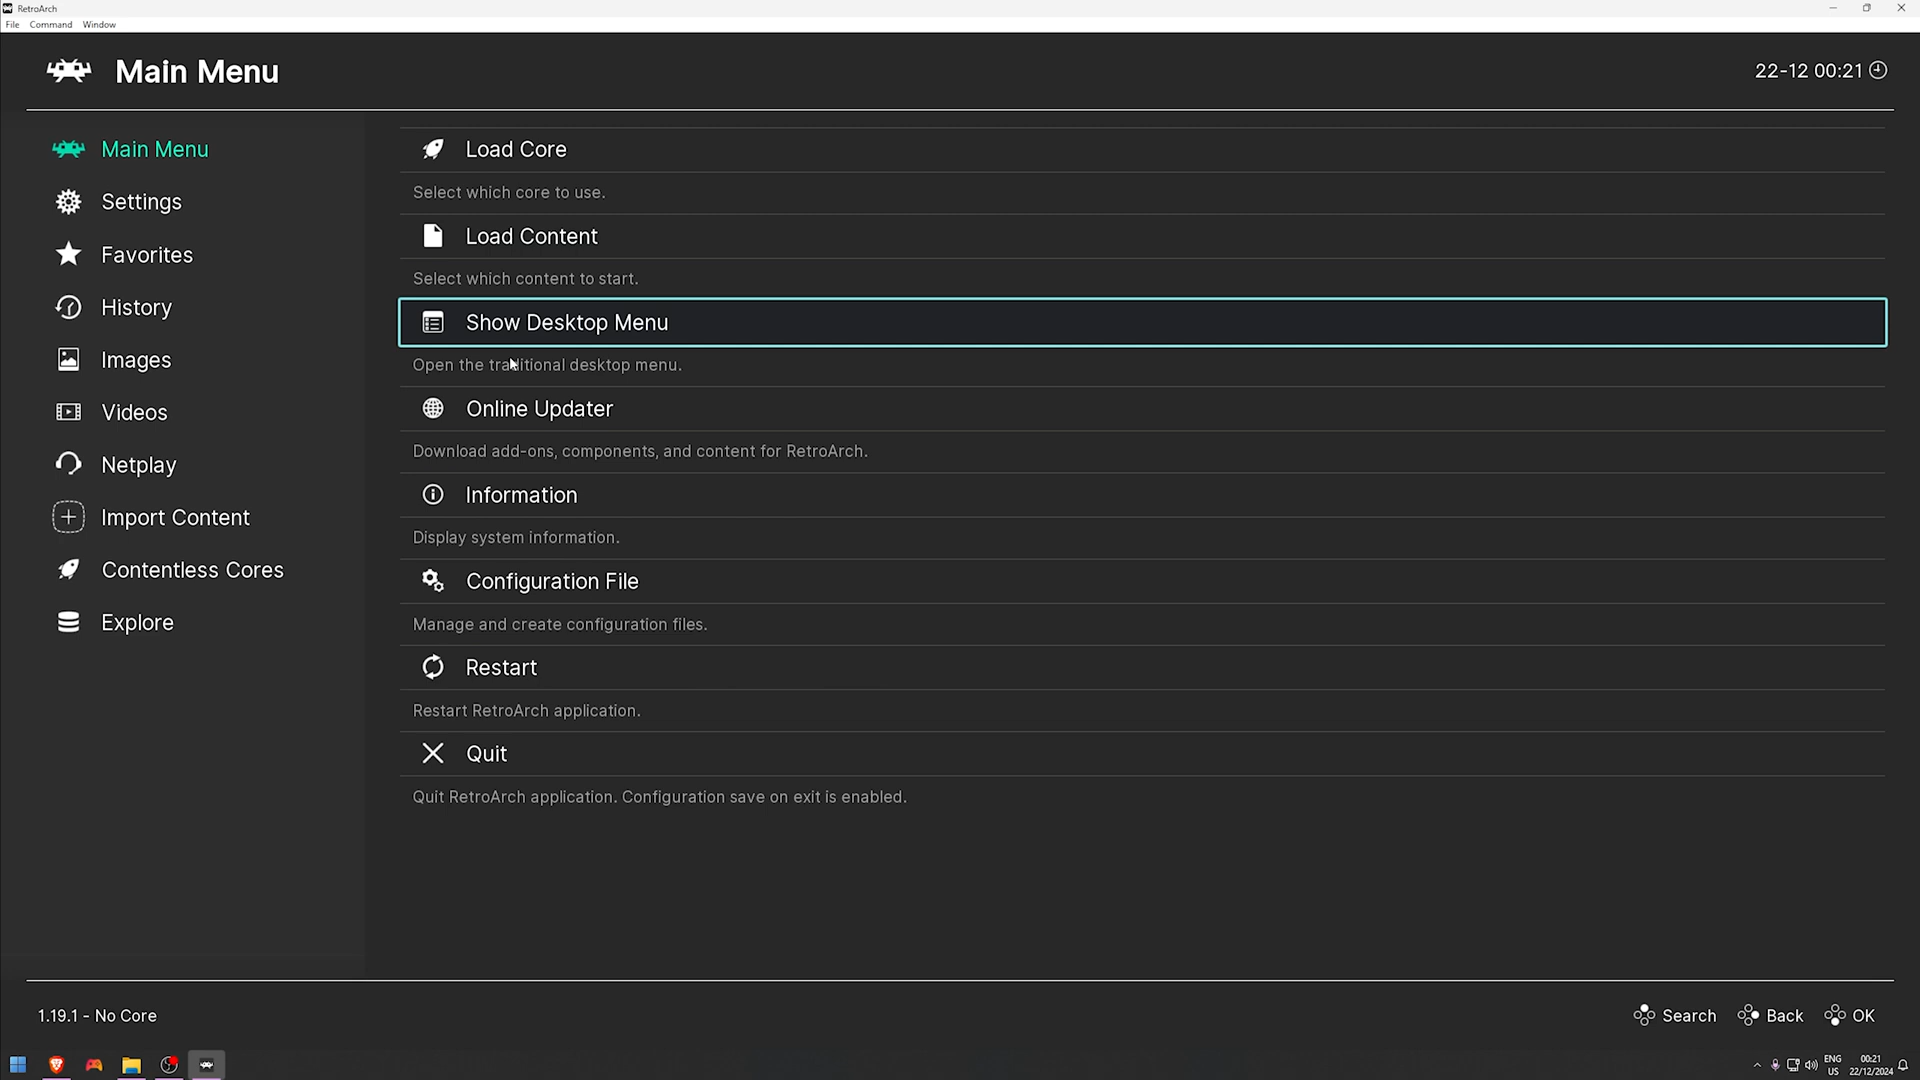 RetroArch
File Command Window
Main Menu
22-12 00:21
Main Menu
Settings
Favorites
History
Images
Videos
Netplay
Import Content
Contentless Cores
Explore
Load Core
Select which core to use.
Load Content
Select which content to start.
Show Desktop Menu
Open the traditional desktop menu.
Online Updater
Download add-ons, components, and content for RetroArch.
Information
Display system information.
Configuration File
Manage and create configuration files.
Restart
Restart RetroArch application.
Quit
Quit RetroArch application. Configuration save on exit is enabled.
1.19.1 - No Core
Search Back OK
ENG
US
00:21
22/12/2024